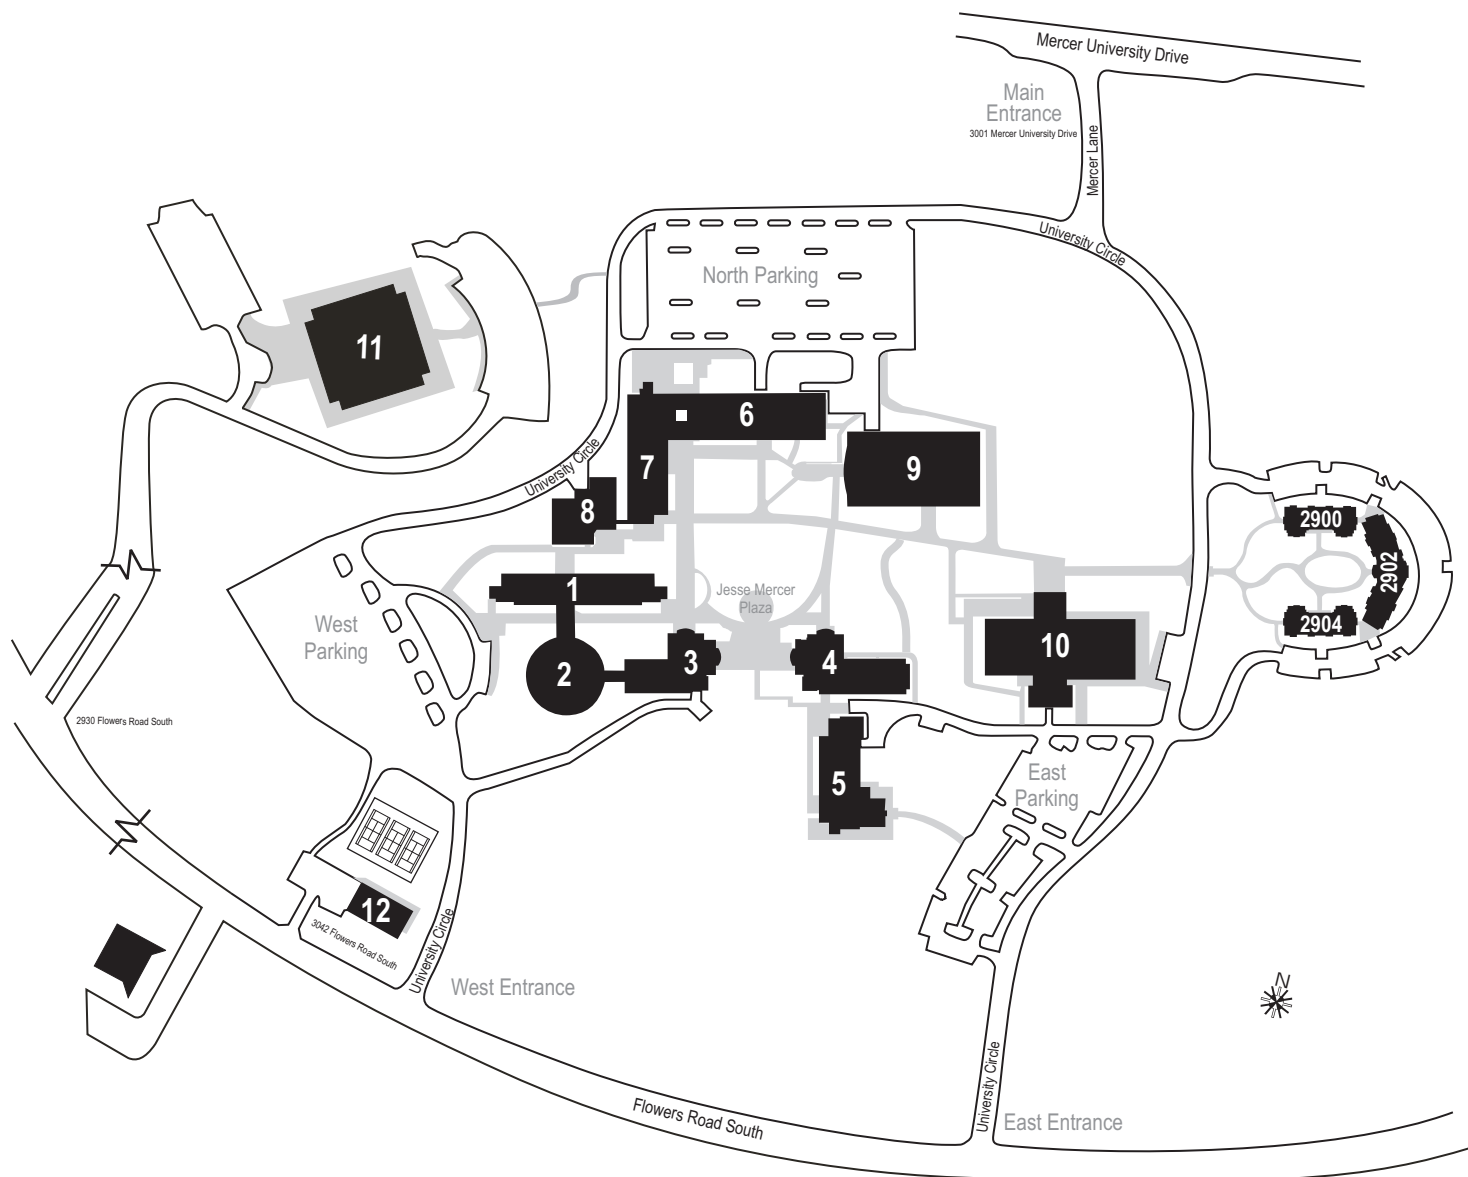 Mercer University Drive
Main
Entrance
3001 Mercer University Drive
Mercer Lane
University Circle
North Parking
11
6
7
9
University Circle
8
2900
2902
2904
1
Jesse Mercer
Plaza
West
Parking
2
3
4
10
2930 Flowers Road South
5
East
Parking
12
3042 Flowers Road South
University Circle
West Entrance
N
University Circle
Flowers Road South
East Entrance